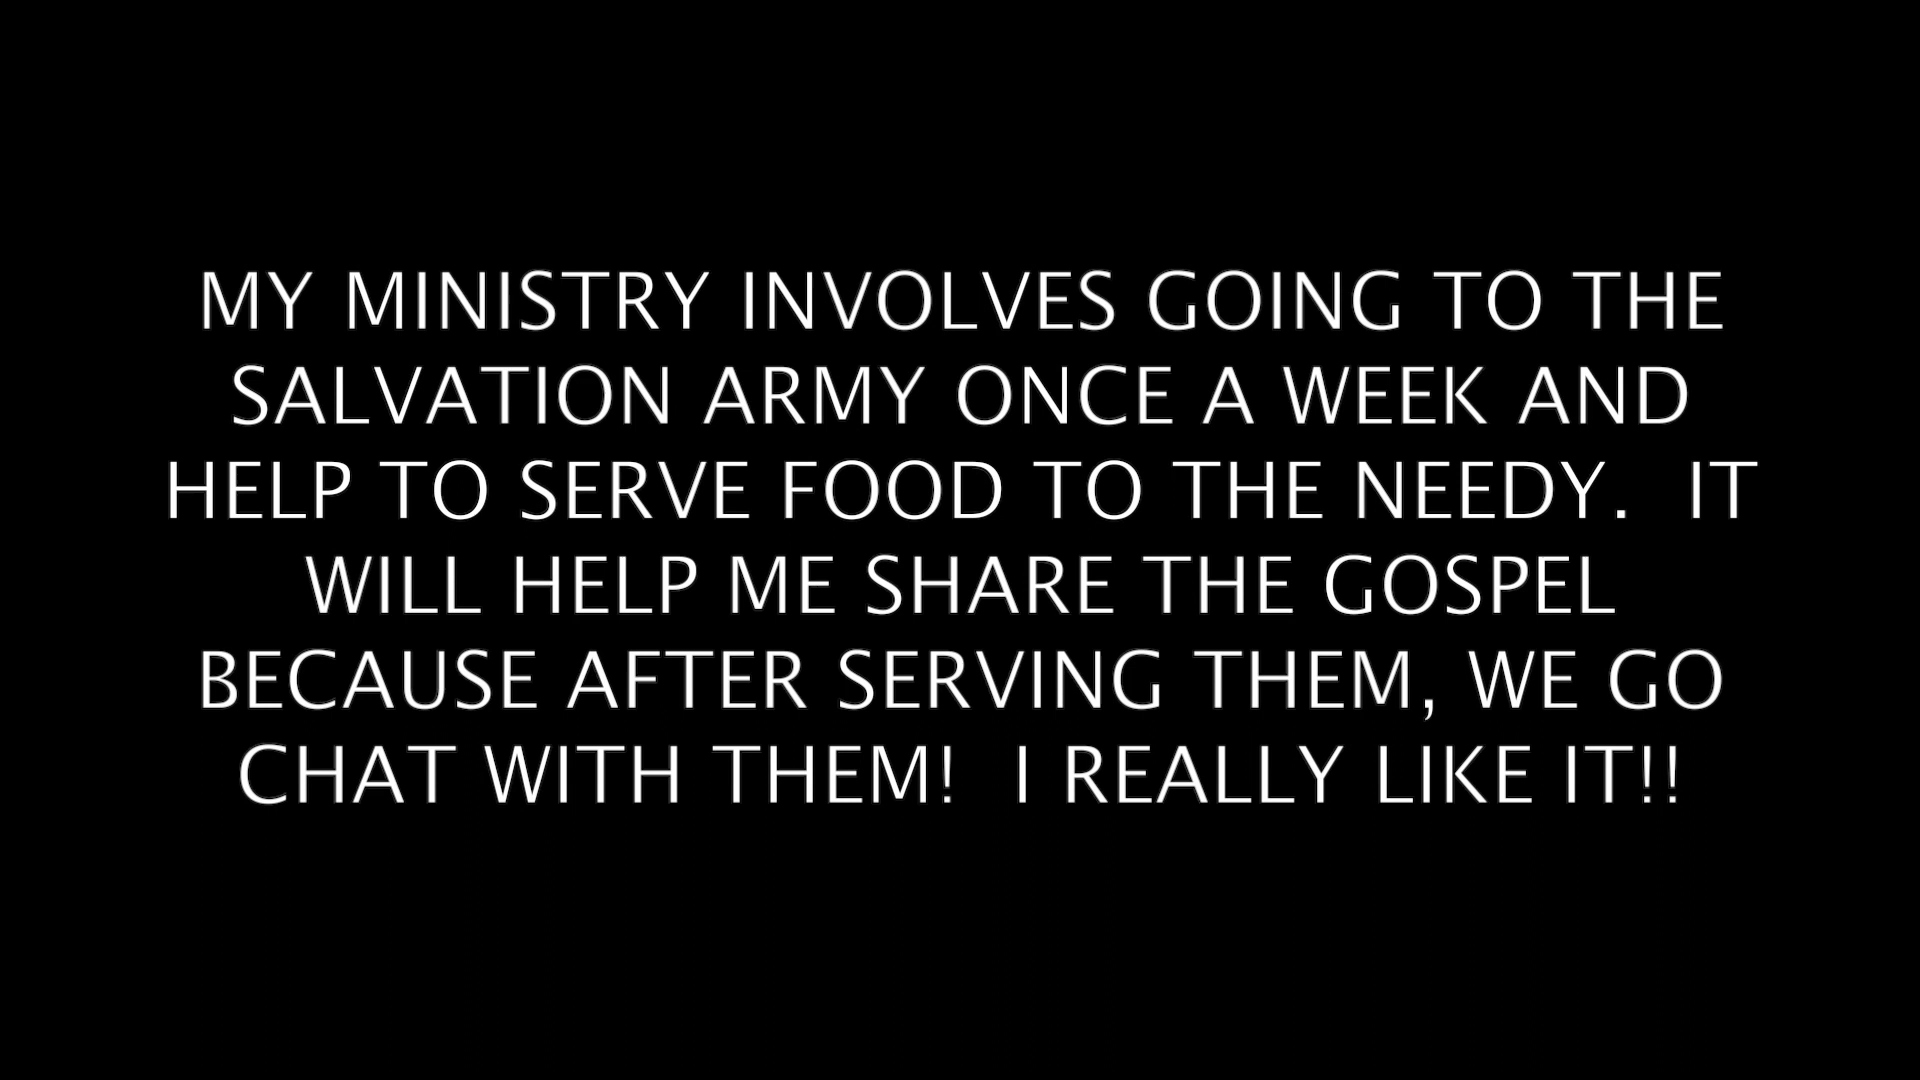 MY MINISTRY INVOLVES GOING TO THE
SALVATION ARMY ONCE A WEEK AND
HELP TO SERVE FOOD TO THE NEEDY.  IT
WILL HELP ME SHARE THE GOSPEL
BECAUSE AFTER SERVING THEM, WE GO
CHAT WITH THEM!  I REALLY LIKE IT!!